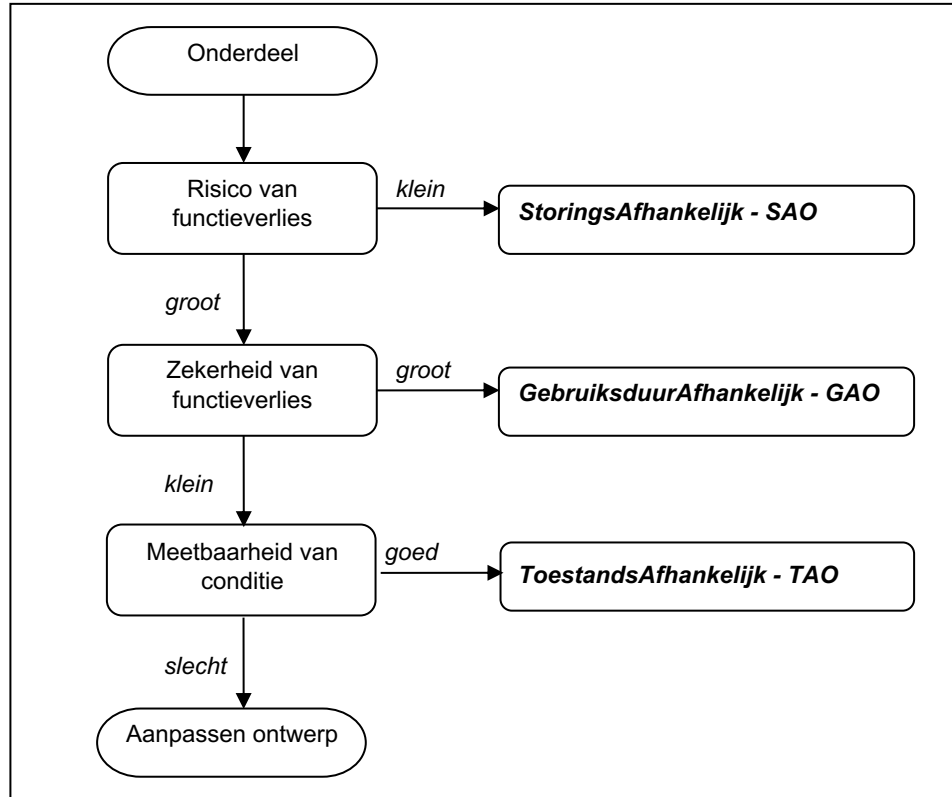 Onderdeel
Risico van
functieverlies
klein
StoringsAfhankelijk - SAO
groot
Zekerheid van
functieverlies
groot
GebruiksduurAfhankelijk - GAO
klein
Meetbaarheid van
conditie
goed
ToestandsAfhankelijk - TAO
slecht
Aanpassen ontwerp